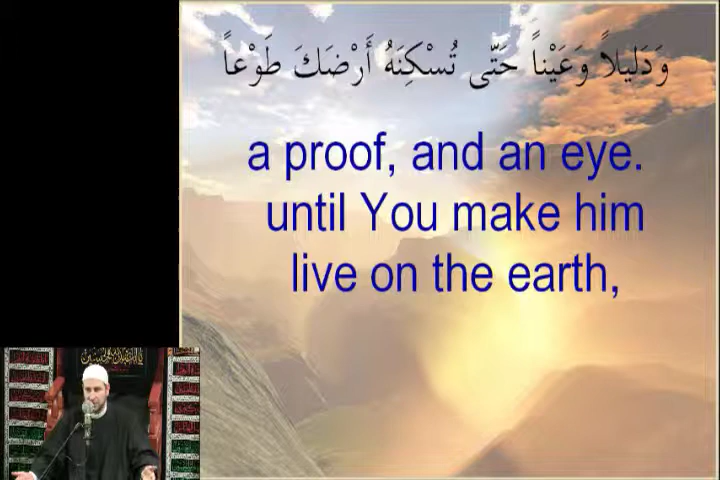 وَدَلِيلاً وَعَيْناً حَتّٰى تُسْكِنَهُ أَرْضَكَ طَوْعاً
a proof, and an eye.
until You make him
live on the earth,